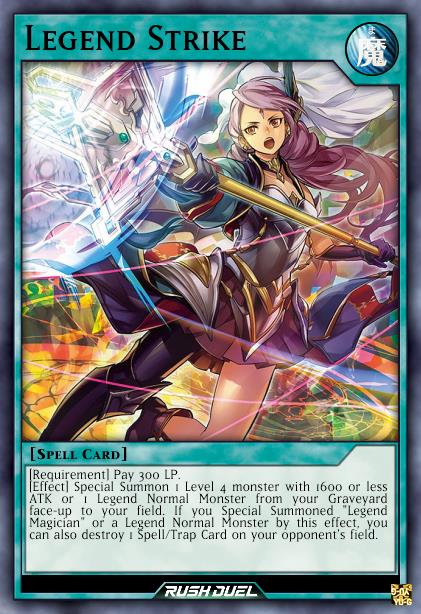 Legend Strike
ま
魔
[Spell Card]
[Requirement] Pay 300 LP.
[Effect] Special Summon 1 Level 4 monster with 1600 or less
ATK or 1 Legend Normal Monster from your Graveyard
face-up to your field. If you Special Summoned "Legend
Magician" or a Legend Normal Monster by this effect, you
can also destroy 1 Spell/Trap Card on your opponent's field.
RUSH DUEL